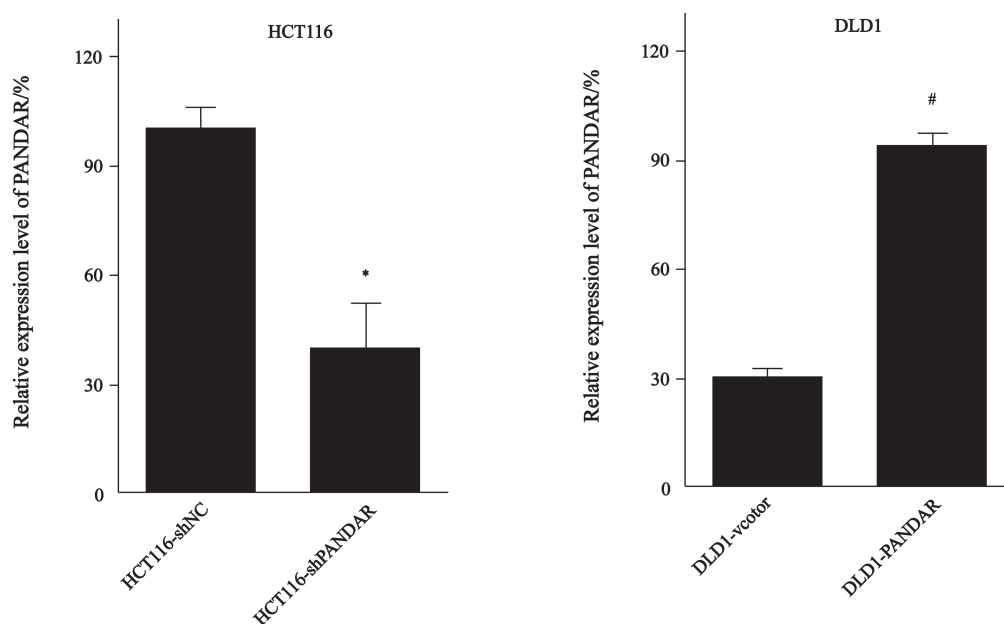 HCT116
Relative expression level of PANDAR/%
120
90
60
30
0
*
HCT116-shNC
HCT116-shPANDAR
DLD1
Relative expression level of PANDAR/%
120
90
60
30
0
#
DLD1-vcotor
DLD1-PANDAR